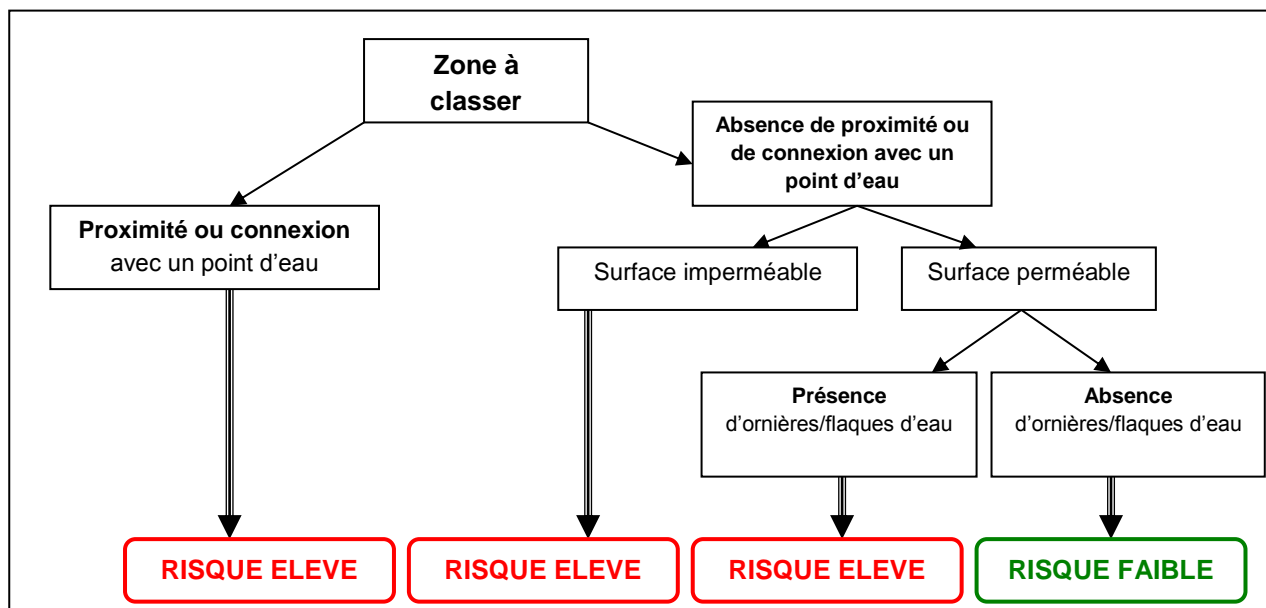 Zone à
classer
Absence de proximité ou
de connexion avec un
point d’eau
Proximité ou connexion
avec un point d’eau
Surface imperméable
Surface perméable
Présence
d’ornières/flaques d’eau
Absence
d’ornières/flaques d’eau
RISQUE ELEVE
RISQUE ELEVE
RISQUE ELEVE
RISQUE FAIBLE